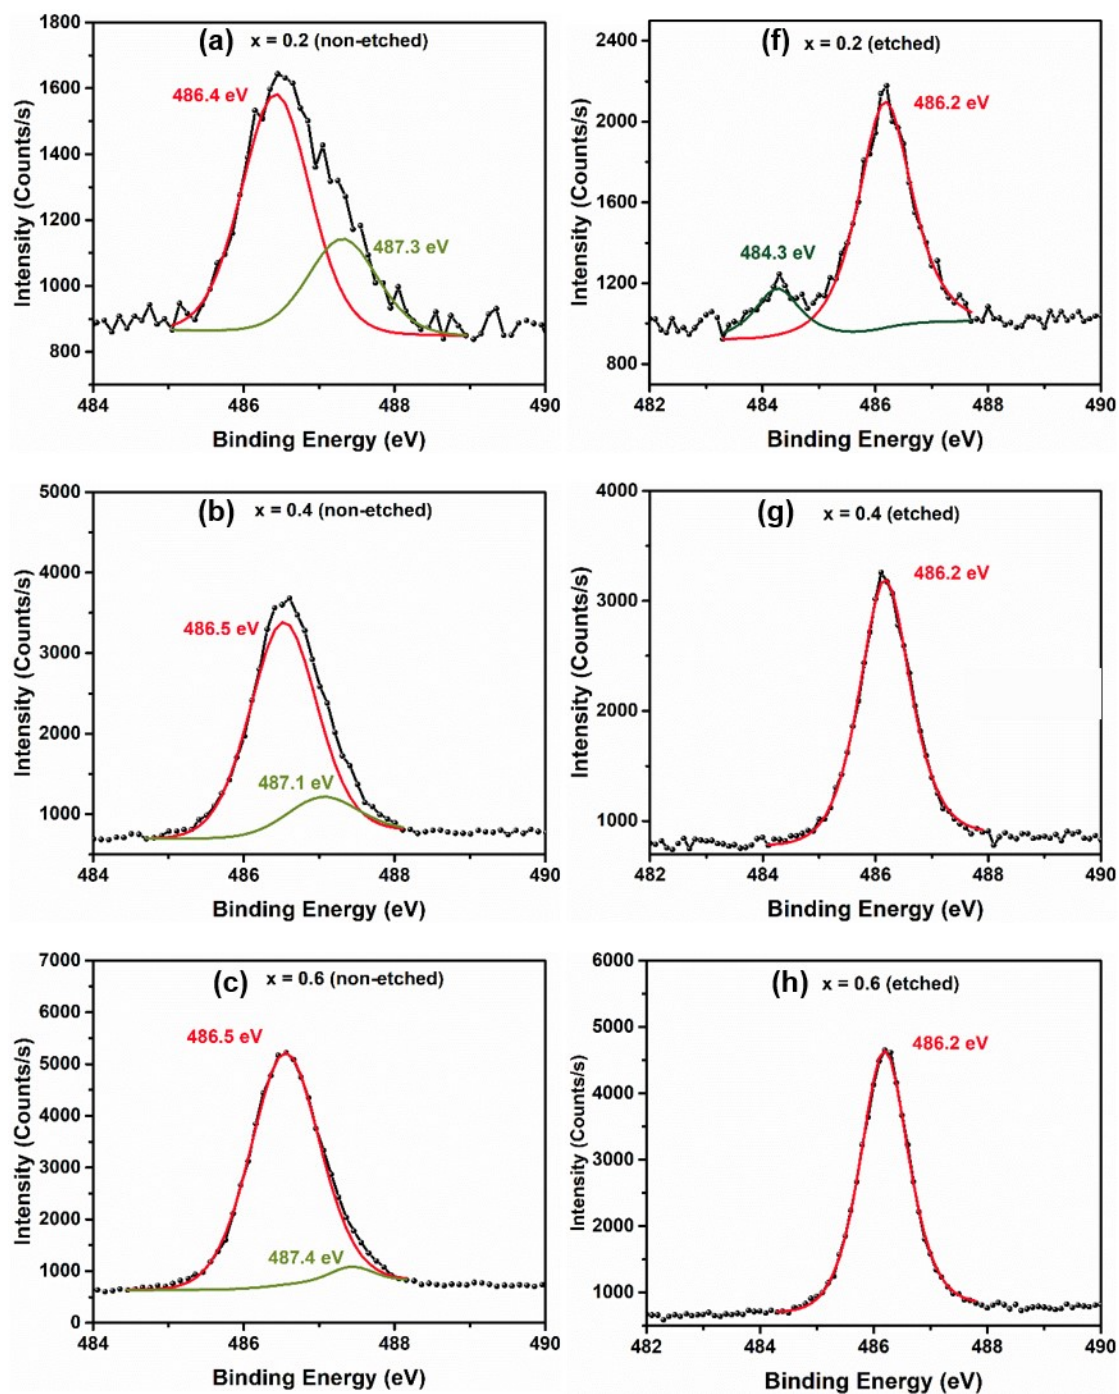 (a) x = 0.2 (non-etched)
486.4 eV
487.3 eV
Intensity (Counts/s)
1800
1600
1400
1200
1000
800
484 486 488 490
Binding Energy (eV)
(f) x = 0.2 (etched)
486.2 eV
484.3 eV
Intensity (Counts/s)
2400
2000
1600
1200
800
482 484 486 488 490
Binding Energy (eV)
(b) x = 0.4 (non-etched)
486.5 eV
487.1 eV
Intensity (Counts/s)
5000
4000
3000
2000
1000
484 486 488 490
Binding Energy (eV)
(g) x = 0.4 (etched)
486.2 eV
Intensity (Counts/s)
4000
3000
2000
1000
482 484 486 488 490
Binding Energy (eV)
(c) x = 0.6 (non-etched)
486.5 eV
487.4 eV
Intensity (Counts/s)
7000
6000
5000
4000
3000
2000
1000
0
484 486 488 490
Binding Energy (eV)
(h) x = 0.6 (etched)
486.2 eV
Intensity (Counts/s)
6000
5000
4000
3000
2000
1000
482 484 486 488 490
Binding Energy (eV)